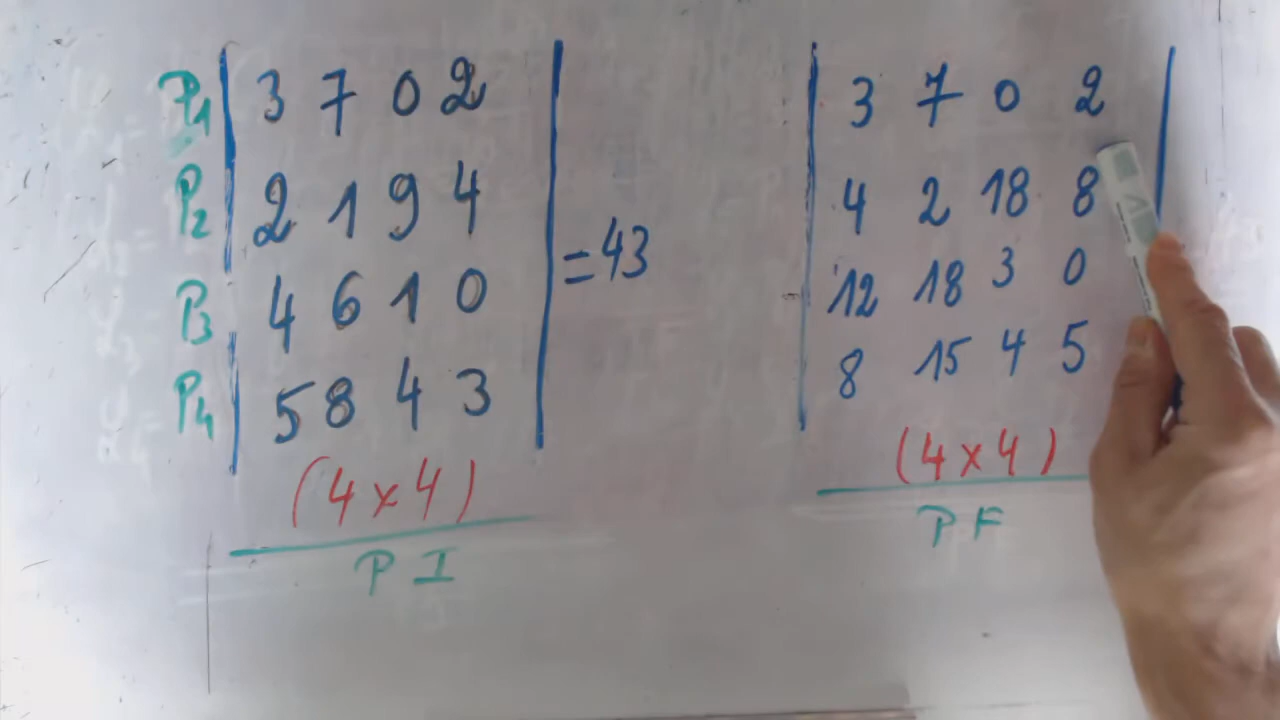 P1 | 3 7 0 2 |
P2 | 2 1 9 4 |
P3 | 4 6 1 0 |
P4 | 5 8 4 3 |
= 43
(4 x 4)
P I
| 3 7 0 2 |
| 4 2 18 8 |
| 12 18 3 0 |
| 8 15 4 5 |
(4 x 4)
P F